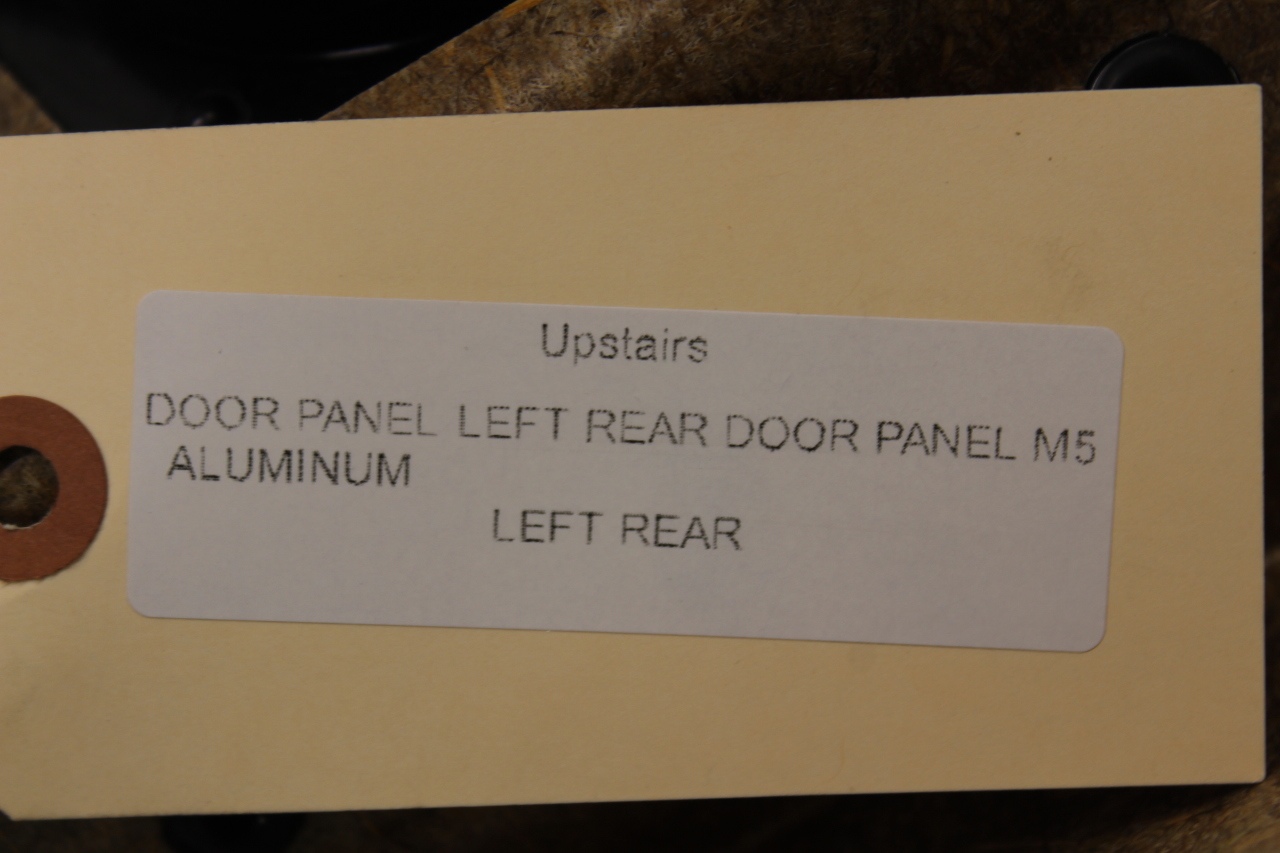 Upstairs
DOOR PANEL LEFT REAR DOOR PANEL M5
ALUMINUM
LEFT REAR